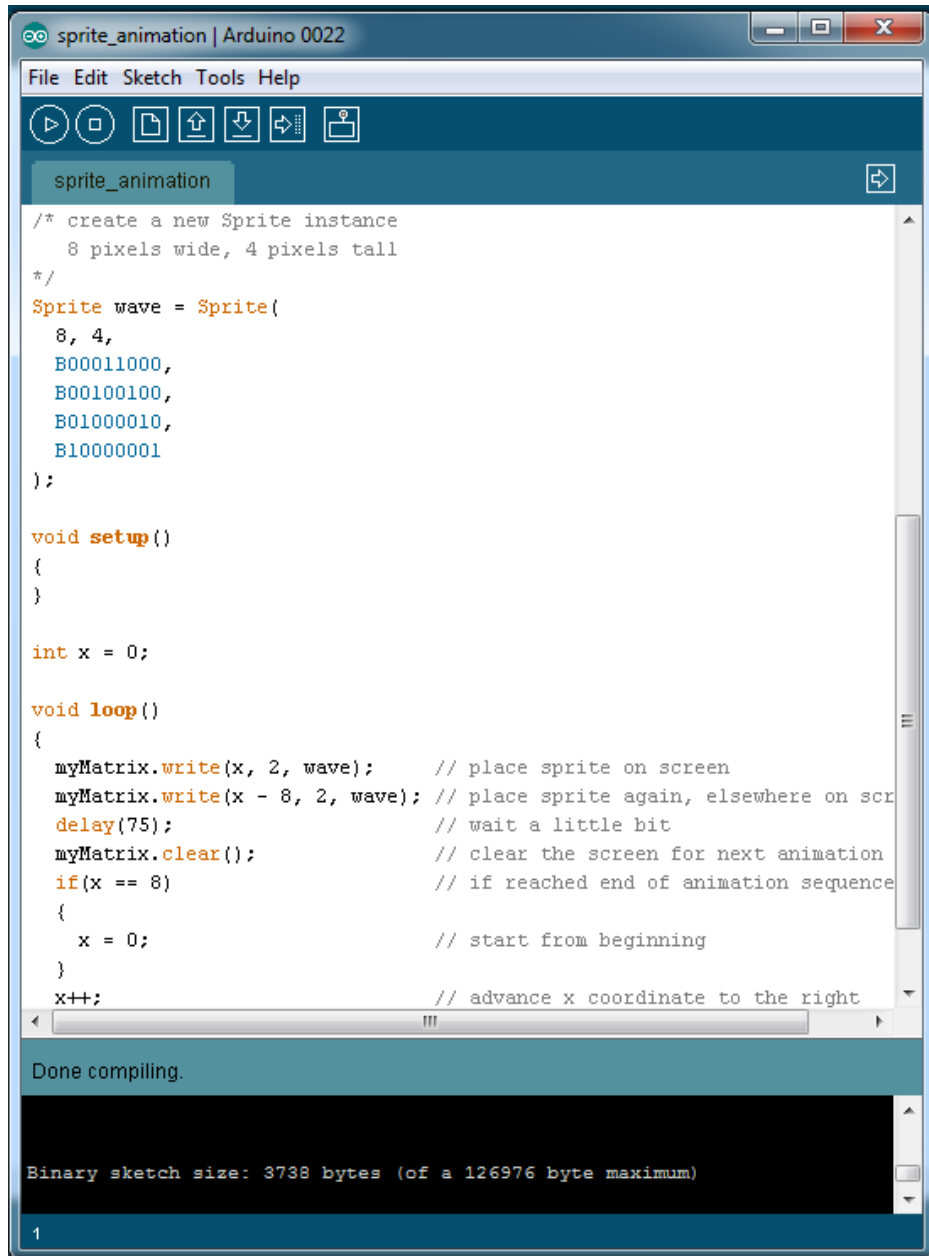 sprite_animation | Arduino 0022
File Edit Sketch Tools Help
sprite_animation
/* create a new Sprite instance
   8 pixels wide, 4 pixels tall
*/
Sprite wave = Sprite(
  8, 4,
  B00011000,
  B00100100,
  B01000010,
  B10000001
);

void setup()
{
}

int x = 0;

void loop()
{
  myMatrix.write(x, 2, wave);     // place sprite on screen
  myMatrix.write(x - 8, 2, wave); // place sprite again, elsewhere on scr
  delay(75);                      // wait a little bit
  myMatrix.clear();               // clear the screen for next animation
  if(x == 8)                      // if reached end of animation sequence
  {
    x = 0;                        // start from beginning
  }
  x++;                            // advance x coordinate to the right
Done compiling.
Binary sketch size: 3738 bytes (of a 126976 byte maximum)
1